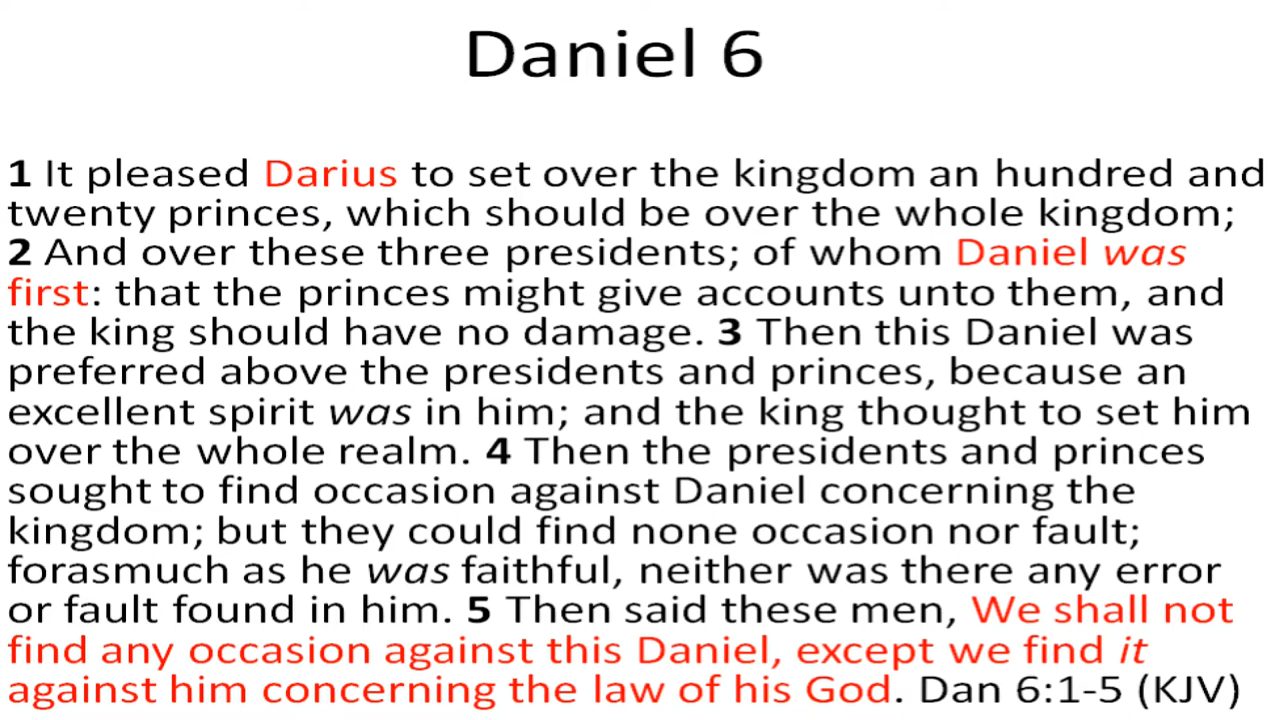 Daniel 6
1 It pleased Darius to set over the kingdom an hundred and
twenty princes, which should be over the whole kingdom;
2 And over these three presidents; of whom Daniel was
first: that the princes might give accounts unto them, and
the king should have no damage. 3 Then this Daniel was
preferred above the presidents and princes, because an
excellent spirit was in him; and the king thought to set him
over the whole realm. 4 Then the presidents and princes
sought to find occasion against Daniel concerning the
kingdom; but they could find none occasion nor fault;
forasmuch as he was faithful, neither was there any error
or fault found in him. 5 Then said these men, We shall not
find any occasion against this Daniel, except we find it
against him concerning the law of his God. Dan 6:1-5 (KJV)